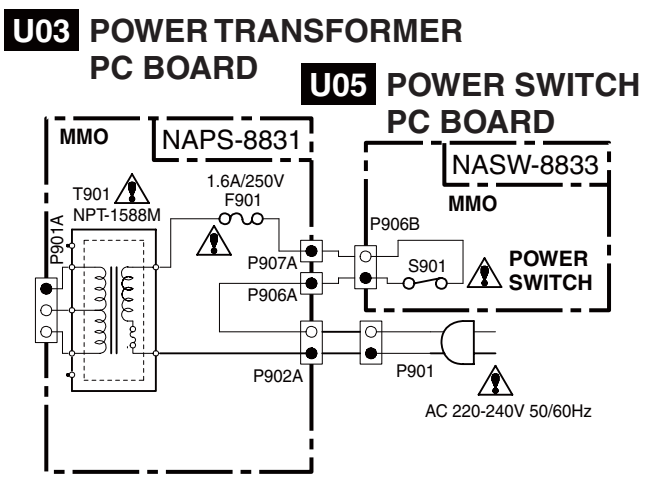 U03 POWER TRANSFORMER
PC BOARD
U05 POWER SWITCH
PC BOARD
MMO
NAPS-8831
NASW-8833
MMO
T901
NPT-1588M
1.6A/250V
F901
P901A
P907A
P906A
P902A
P906B
S901
POWER
SWITCH
P901
AC 220-240V 50/60Hz